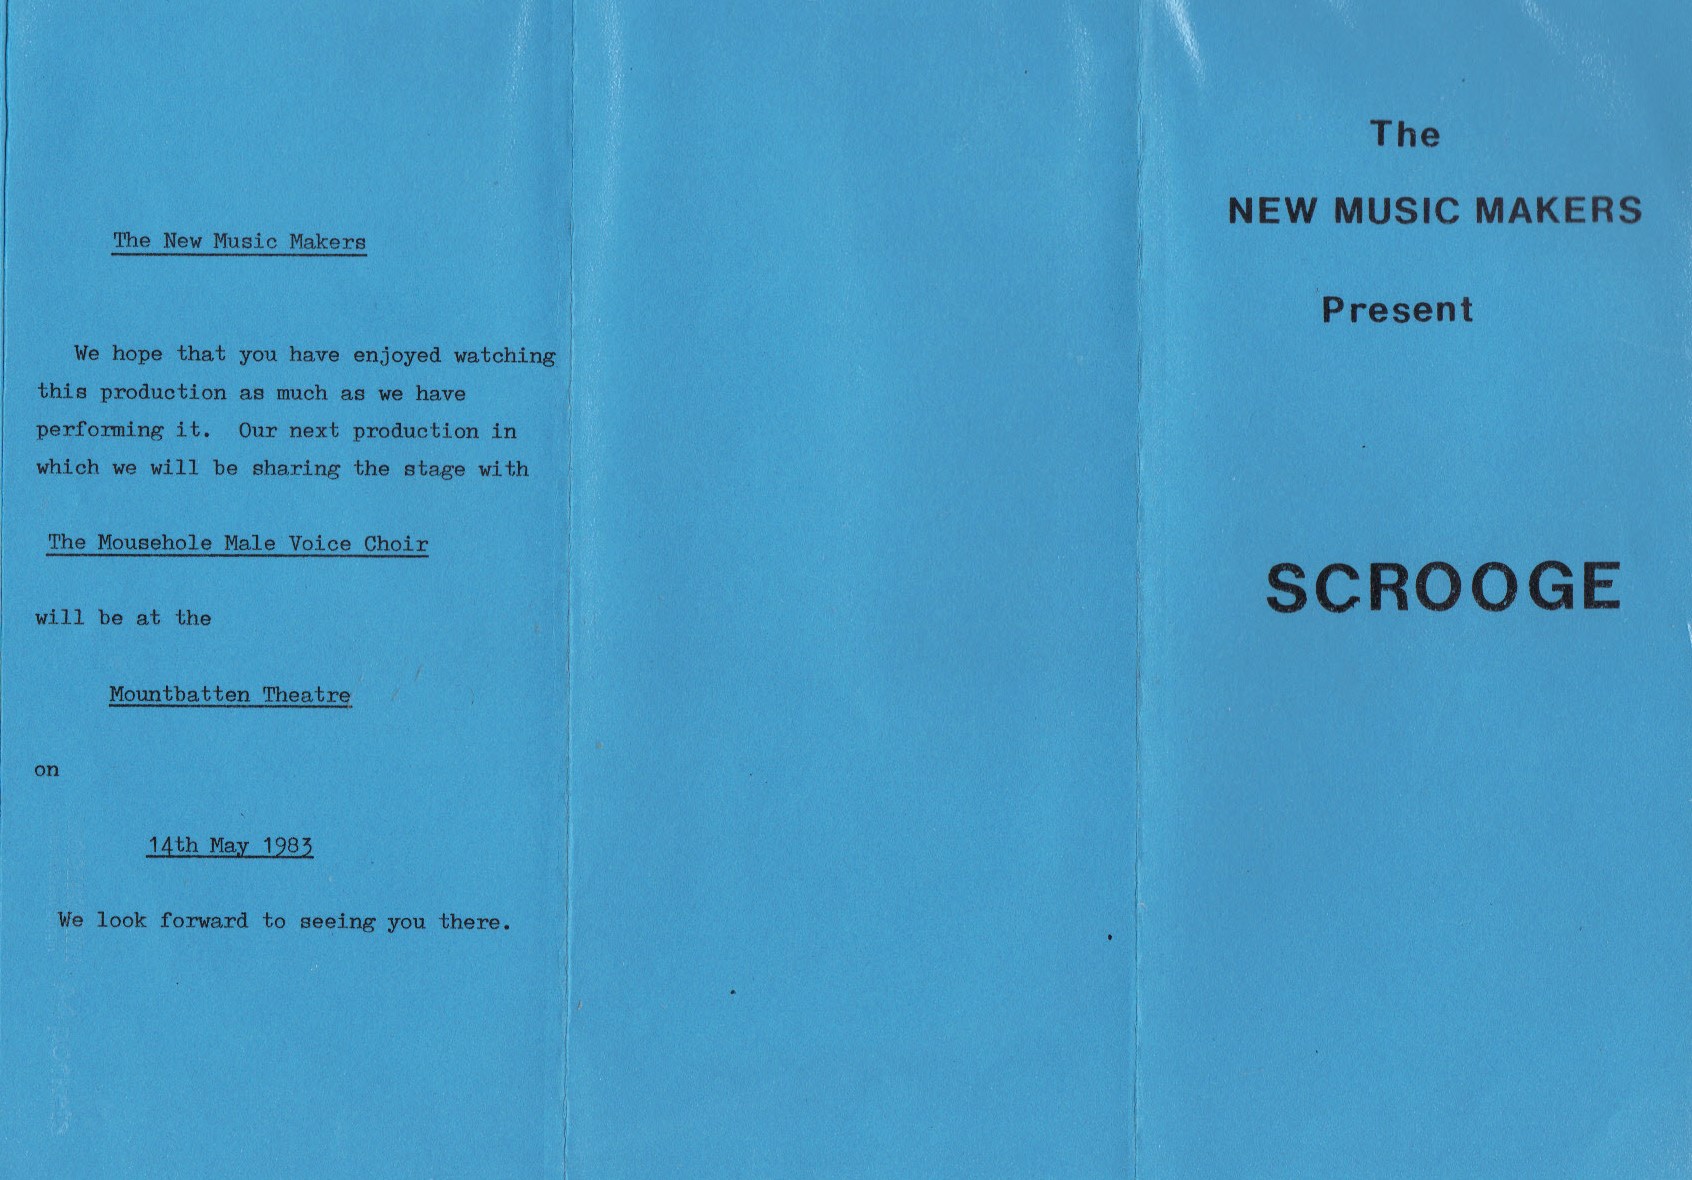 The New Music Makers
We hope that you have enjoyed watching
this production as much as we have
performing it. Our next production in
which we will be sharing the stage with
The Mousehole Male Voice Choir
will be at the
Mountbatten Theatre
on
14th May 1983
We look forward to seeing you there.
The
NEW MUSIC MAKERS
Present
SCROOGE